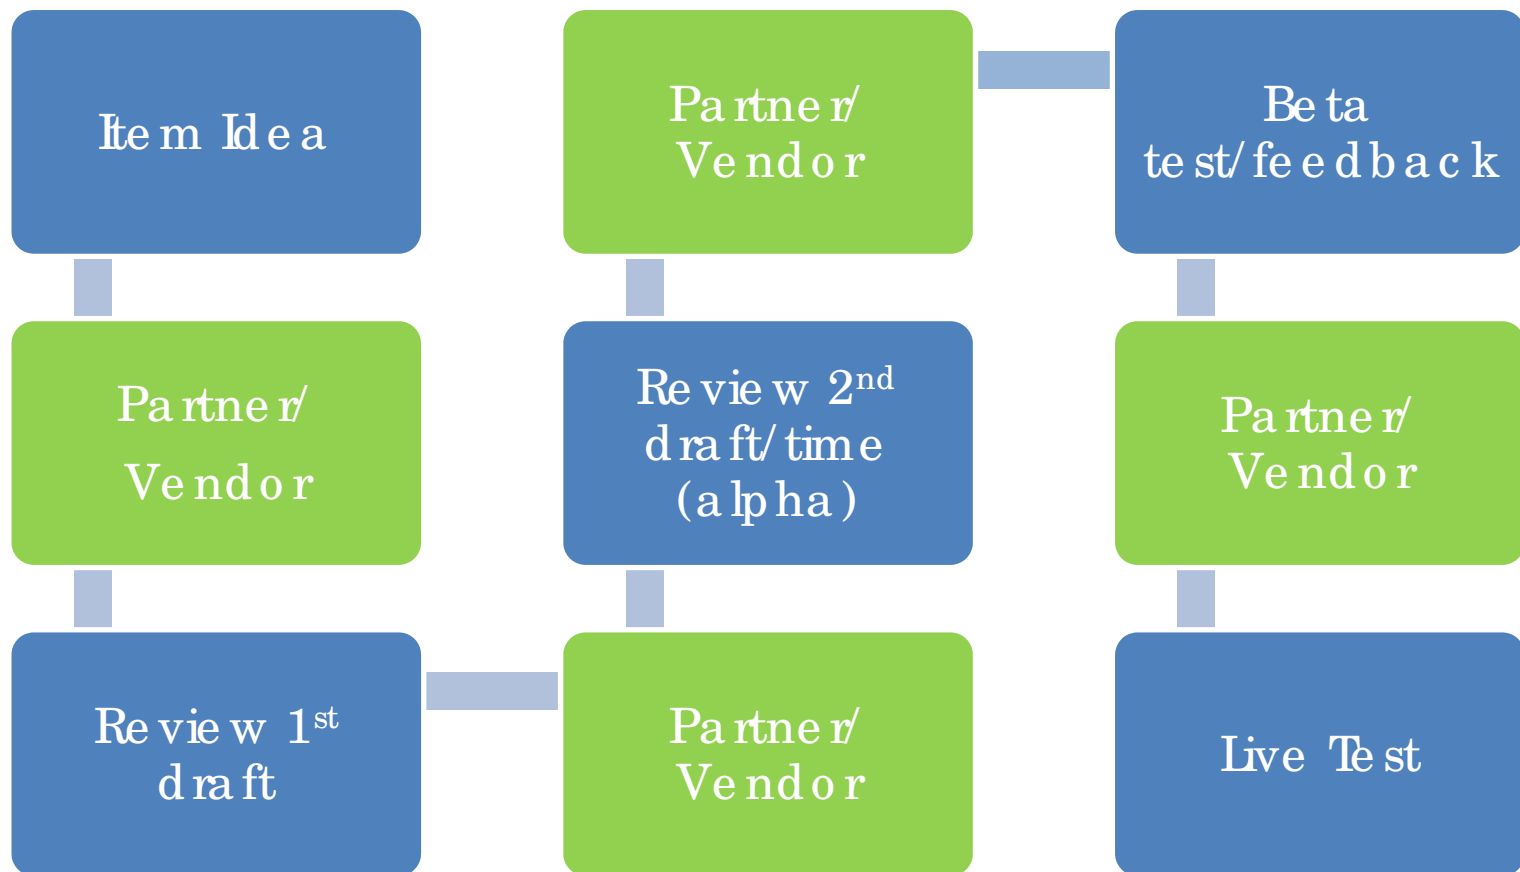 Item Idea
Partner/
Vendor
Review 1st
draft
Partner/
Vendor
Review 2nd
draft/time
(alpha)
Partner/
Vendor
Beta
test/feedback
Partner/
Vendor
Live Test